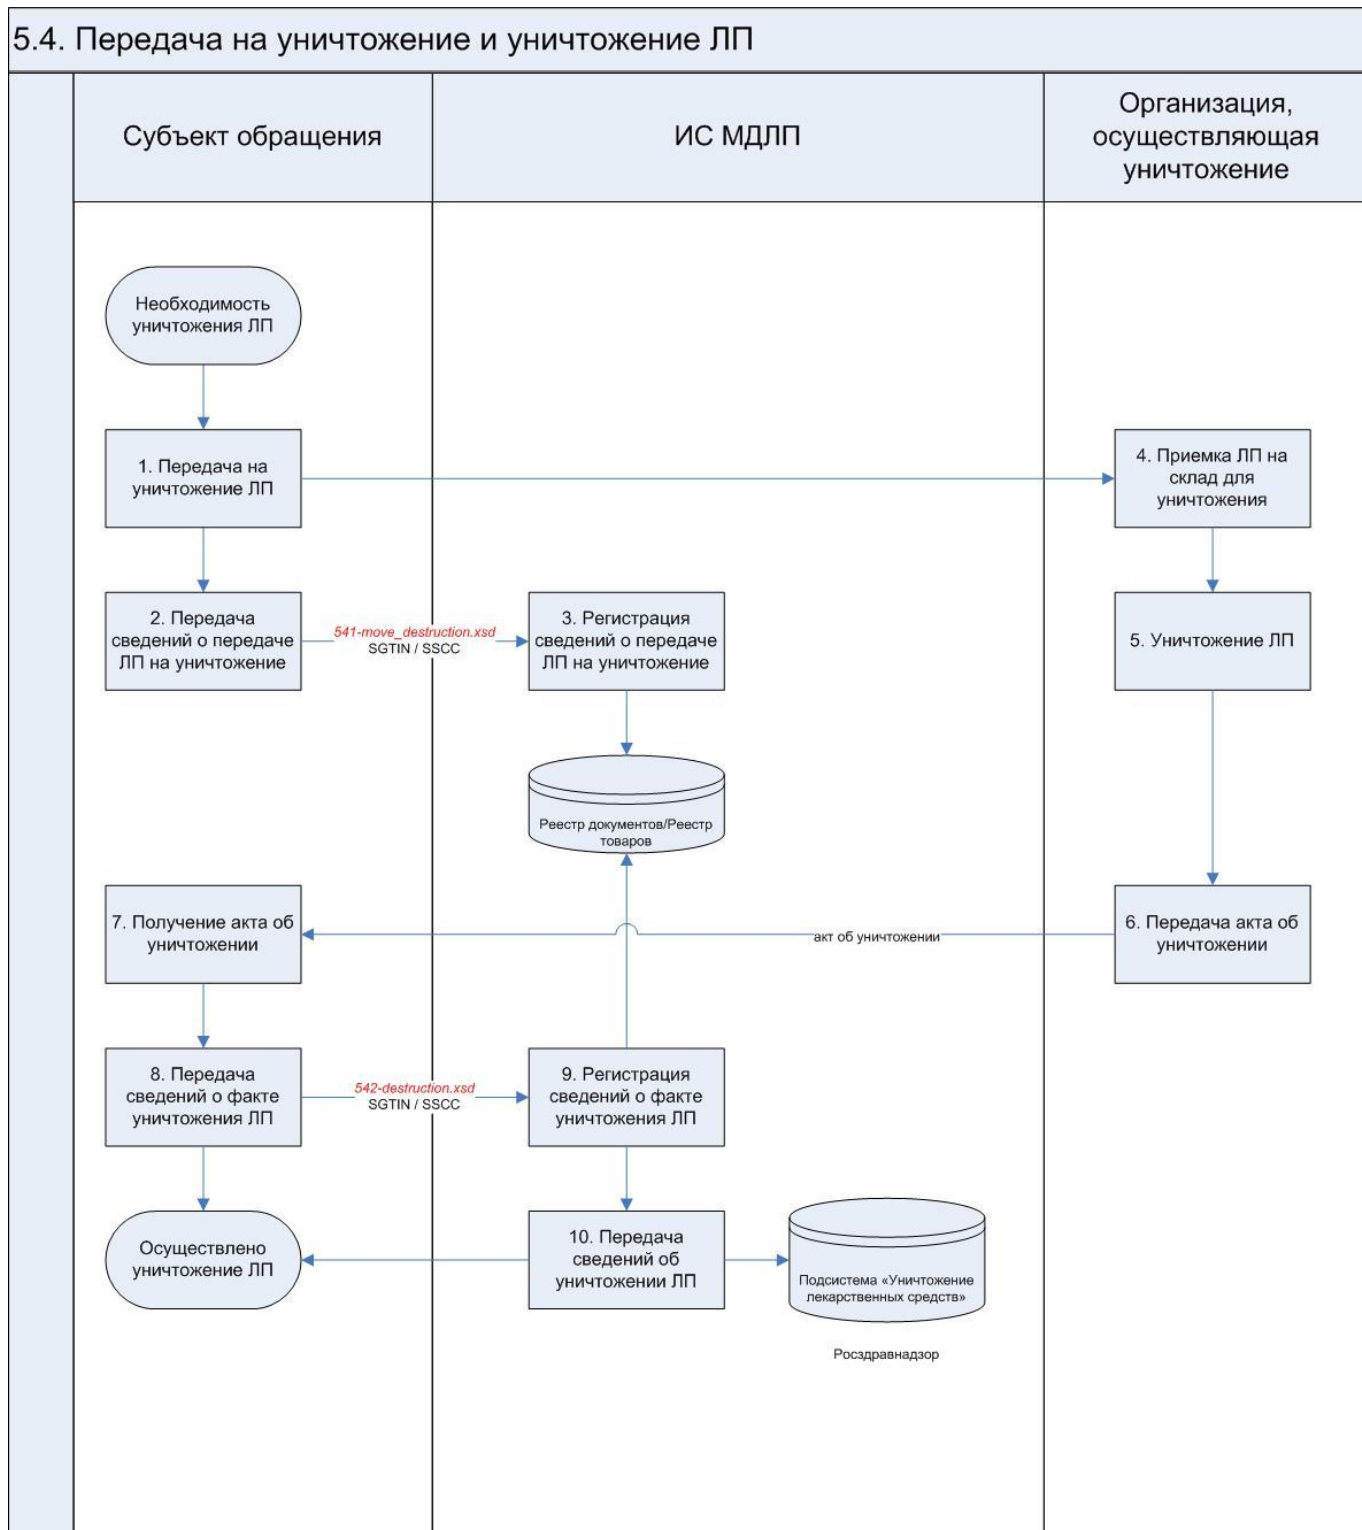 5.4. Передача на уничтожение и уничтожение ЛП
Субъект обращения
ИС МДЛП
Организация,
осуществляющая
уничтожение
Необходимость
уничтожения ЛП
1. Передача на
уничтожение ЛП
4. Приемка ЛП на
склад для
уничтожения
2. Передача
сведений о передаче
ЛП на уничтожение
541-move_destruction.xsd
SGTIN / SSCC
3. Регистрация
сведений о передаче
ЛП на уничтожение
5. Уничтожение ЛП
Реестр документов/Реестр
товаров
7. Получение акта об
уничтожении
акт об уничтожении
6. Передача акта об
уничтожении
8. Передача
сведений о факте
уничтожения ЛП
542-destruction.xsd
SGTIN / SSCC
9. Регистрация
сведений о факте
уничтожения ЛП
Осуществлено
уничтожение ЛП
10. Передача
сведений об
уничтожении ЛП
Подсистема «Уничтожение
лекарственных средств»
Росздравнадзор